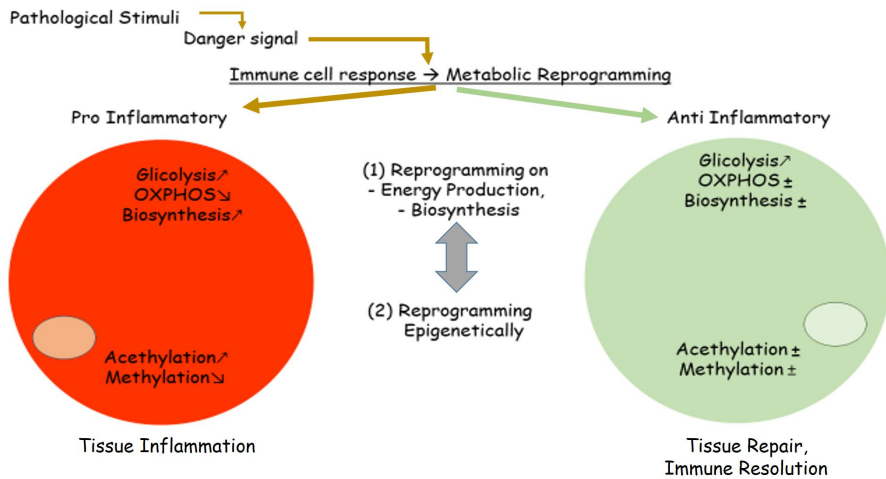 Pathological Stimuli
Danger signal
Immune cell response → Metabolic Reprogramming
Pro Inflammatory
Glicolysis↗
OXPHOS↘
Biosynthesis↗
Acethylation↗
Methylation↘
Tissue Inflammation
(1) Reprogramming on
- Energy Production,
- Biosynthesis
(2) Reprogramming
Epigenetically
Anti Inflammatory
Glicolysis↗
OXPHOS ±
Biosynthesis ±
Acethylation ±
Methylation ±
Tissue Repair,
Immune Resolution